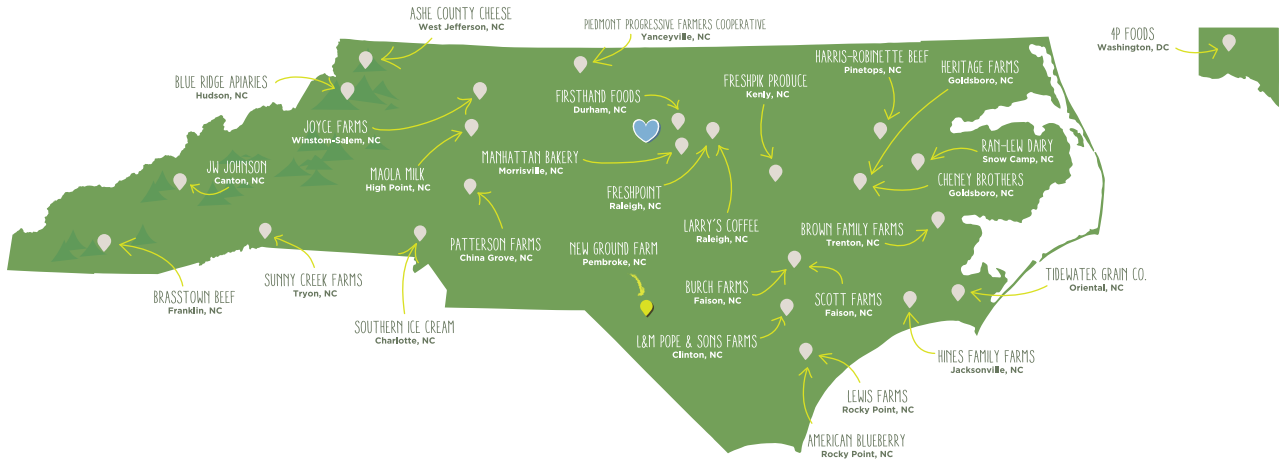 ASHE COUNTY CHEESE
West Jefferson, NC
PIEDMONT PROGRESSIVE FARMERS COOPERATIVE
Yanceyville, NC
4P FOODS
Washington, DC
BLUE RIDGE APIARIES
Hudson, NC
HARRIS-ROBINETTE BEEF
Pinetops, NC
HERITAGE FARMS
Goldsboro, NC
FRESHPIK PRODUCE
Kenly, NC
FIRSTHAND FOODS
Durham, NC
JOYCE FARMS
Winstom-Salem, NC
MANHATTAN BAKERY
Morrisville, NC
MAOLA MILK
High Point, NC
JW JOHNSON
Canton, NC
RAN-LEW DAIRY
Snow Camp, NC
CHENEY BROTHERS
Goldsboro, NC
FRESHPOINT
Raleigh, NC
LARRY'S COFFEE
Raleigh, NC
BROWN FAMILY FARMS
Trenton, NC
PATTERSON FARMS
China Grove, NC
NEW GROUND FARM
Pembroke, NC
SUNNY CREEK FARMS
Tryon, NC
BRASSTOWN BEEF
Franklin, NC
BURCH FARMS
Faison, NC
SCOTT FARMS
Faison, NC
TIDEWATER GRAIN CO.
Oriental, NC
SOUTHERN ICE CREAM
Charlotte, NC
L&M POPE & SONS FARMS
Clinton, NC
HINES FAMILY FARMS
Jacksonville, NC
LEWIS FARMS
Rocky Point, NC
AMERICAN BLUEBERRY
Rocky Point, NC